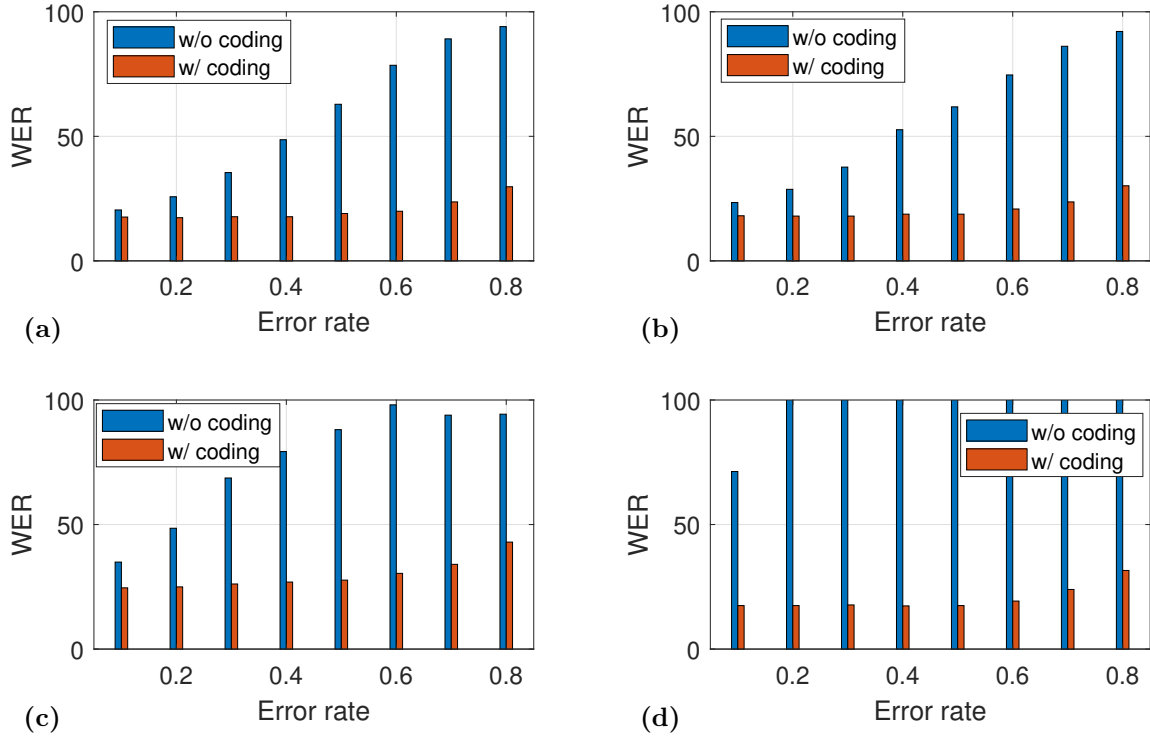 100
50
0
WER
w/o coding
w/ coding
0.2 0.4 0.6 0.8
Error rate
(a)
100
50
0
WER
w/o coding
w/ coding
0.2 0.4 0.6 0.8
Error rate
(b)
100
50
0
WER
w/o coding
w/ coding
0.2 0.4 0.6 0.8
Error rate
(c)
100
50
0
WER
w/o coding
w/ coding
0.2 0.4 0.6 0.8
Error rate
(d)